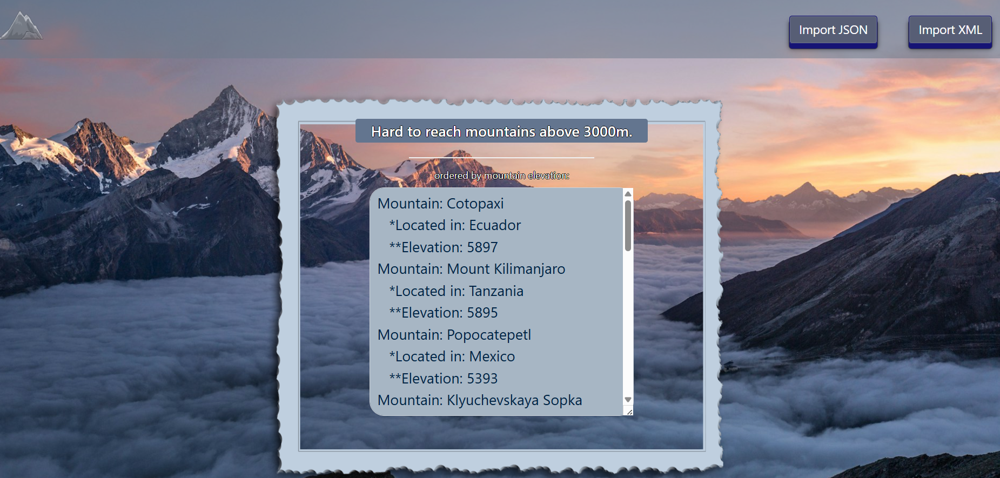 Import JSON
Import XML
Hard to reach mountains above 3000m.
ordered by mountain elevation:
Mountain: Cotopaxi
*Located in: Ecuador
**Elevation: 5897
Mountain: Mount Kilimanjaro
*Located in: Tanzania
**Elevation: 5895
Mountain: Popocatepetl
*Located in: Mexico
**Elevation: 5393
Mountain: Klyuchevskaya Sopka